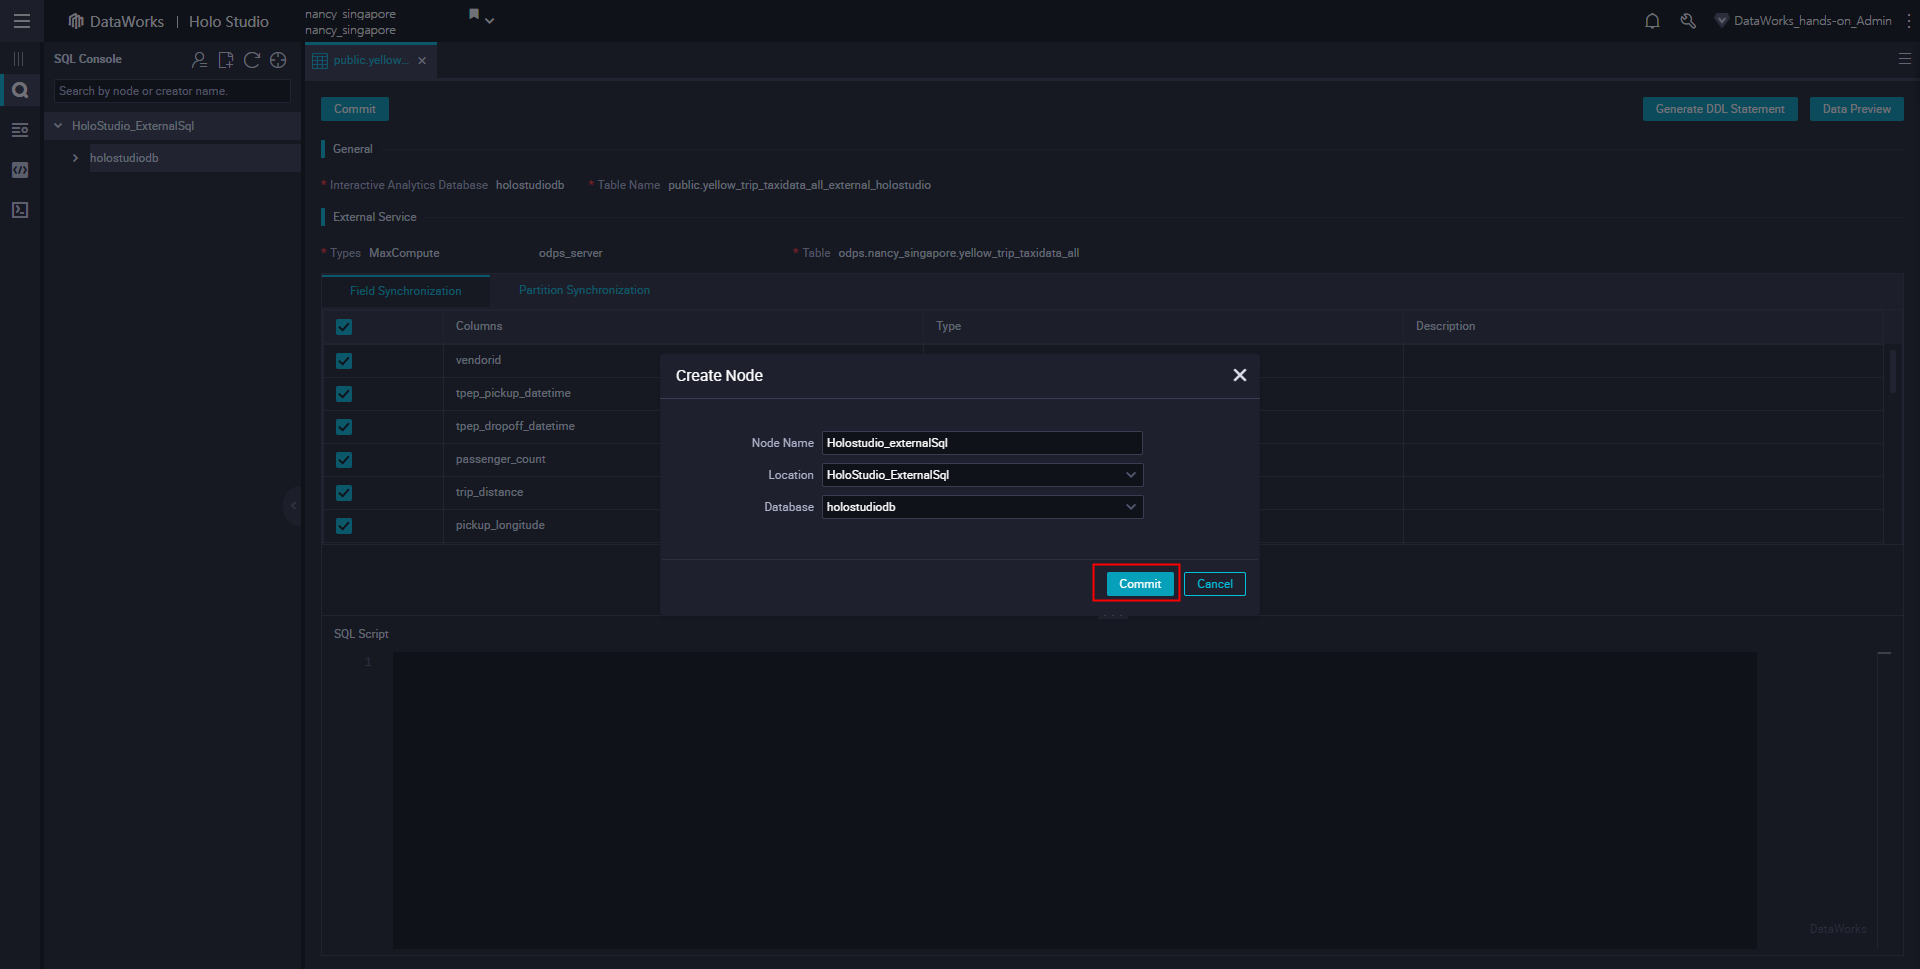 DataWorks | Holo Studio
nancy_singapore
nancy_singapore
DataWorks_hands-on_Admin
SQL Console
public.yellow...
Search by node or creator name.
HoloStudio_ExternalSql
holostudiodb
Commit
Generate DDL Statement
Data Preview
General
* Interactive Analytics Database holostudiodb
* Table Name public.yellow_trip_taxidata_all_external_holostudio
External Service
* Types MaxCompute
odps_server
* Table odps.nancy_singapore.yellow_trip_taxidata_all
Field Synchronization
Partition Synchronization
Columns
Type
Description
vendorid
tpep_pickup_datetime
tpep_dropoff_datetime
passenger_count
trip_distance
pickup_longitude
Create Node
Node Name Holostudio_externalSql
Location HoloStudio_ExternalSql
Database holostudiodb
Commit
Cancel
SQL Script
1
DataWorks